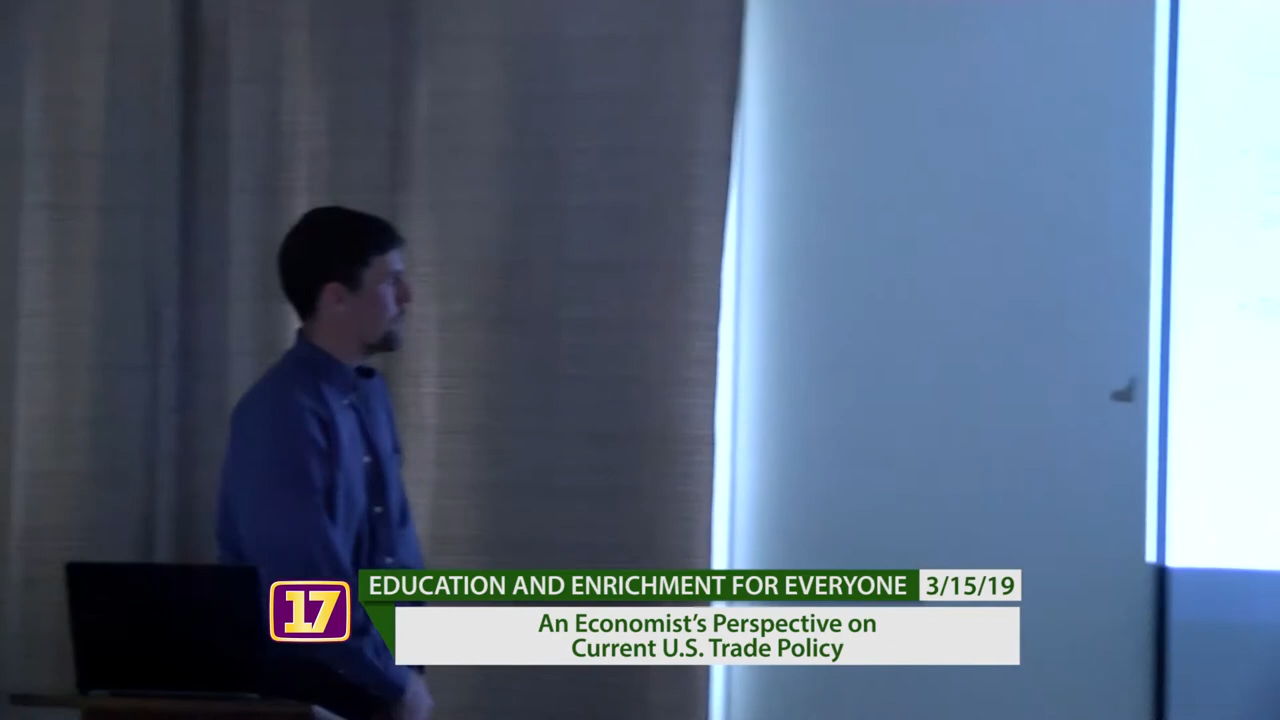 17
EDUCATION AND ENRICHMENT FOR EVERYONE 3/15/19
An Economist's Perspective on
Current U.S. Trade Policy